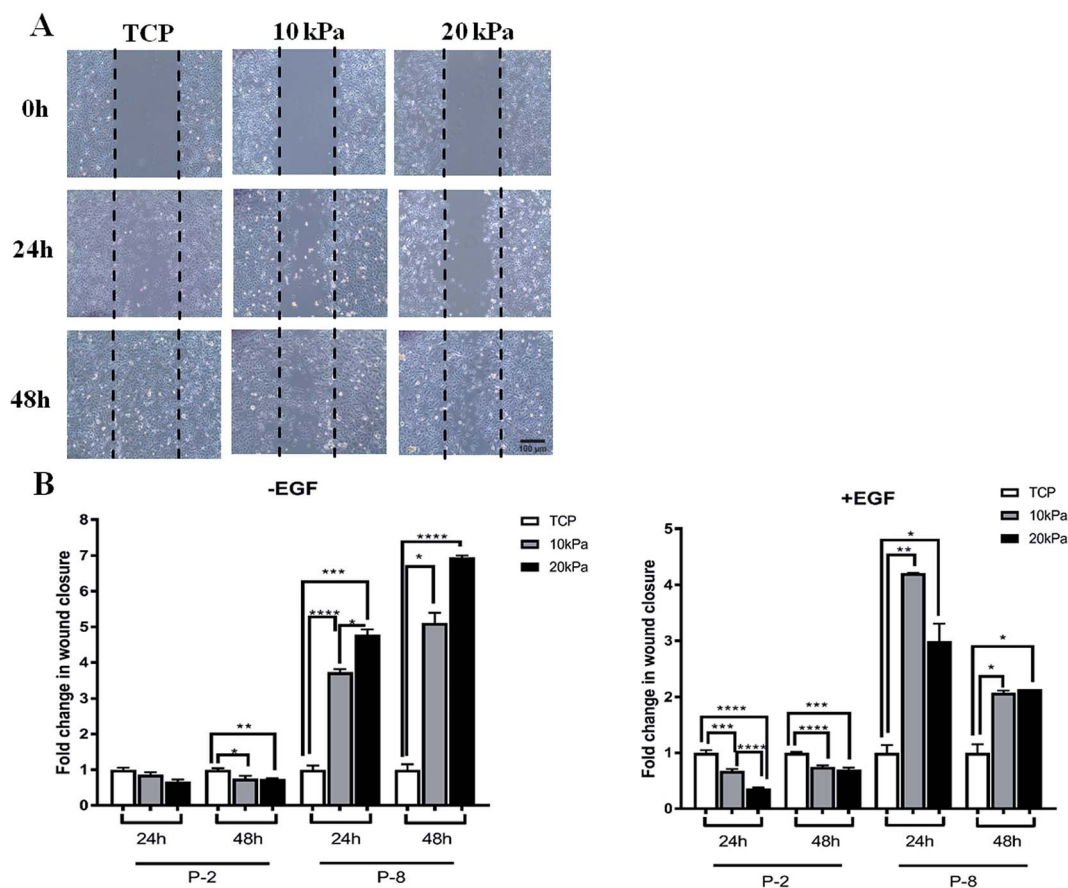 A
TCP 10 kPa 20 kPa
0h
24h
48h
100 µm
B
-EGF
Fold change in wound closure
8
7
6
5
4
3
2
1
0
TCP
10kPa
20kPa
* ** **** *** * * ****
24h 48h 24h 48h
P-2 P-8
+EGF
Fold change in wound closure
5
4
3
2
1
0
TCP
10kPa
20kPa
**** *** **** *** **** * ** * *
24h 48h 24h 48h
P-2 P-8